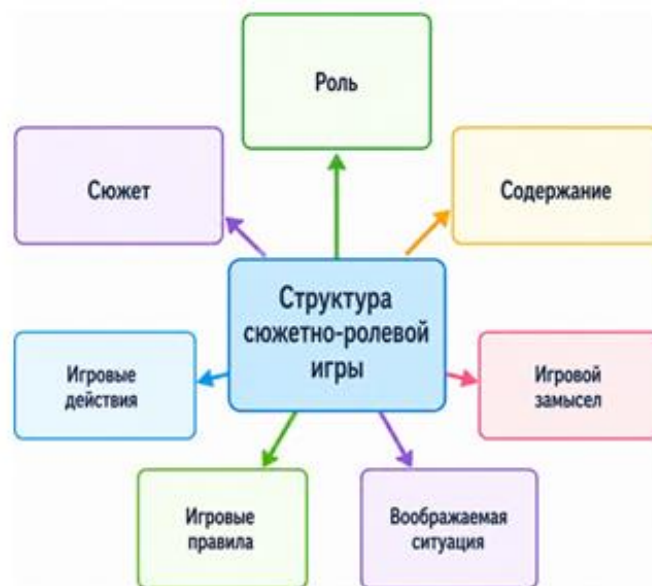 Роль
Сюжет
Содержание
Структура
сюжетно-ролевой
игры
Игровые
действия
Игровой
замысел
Игровые
правила
Воображаемая
ситуация